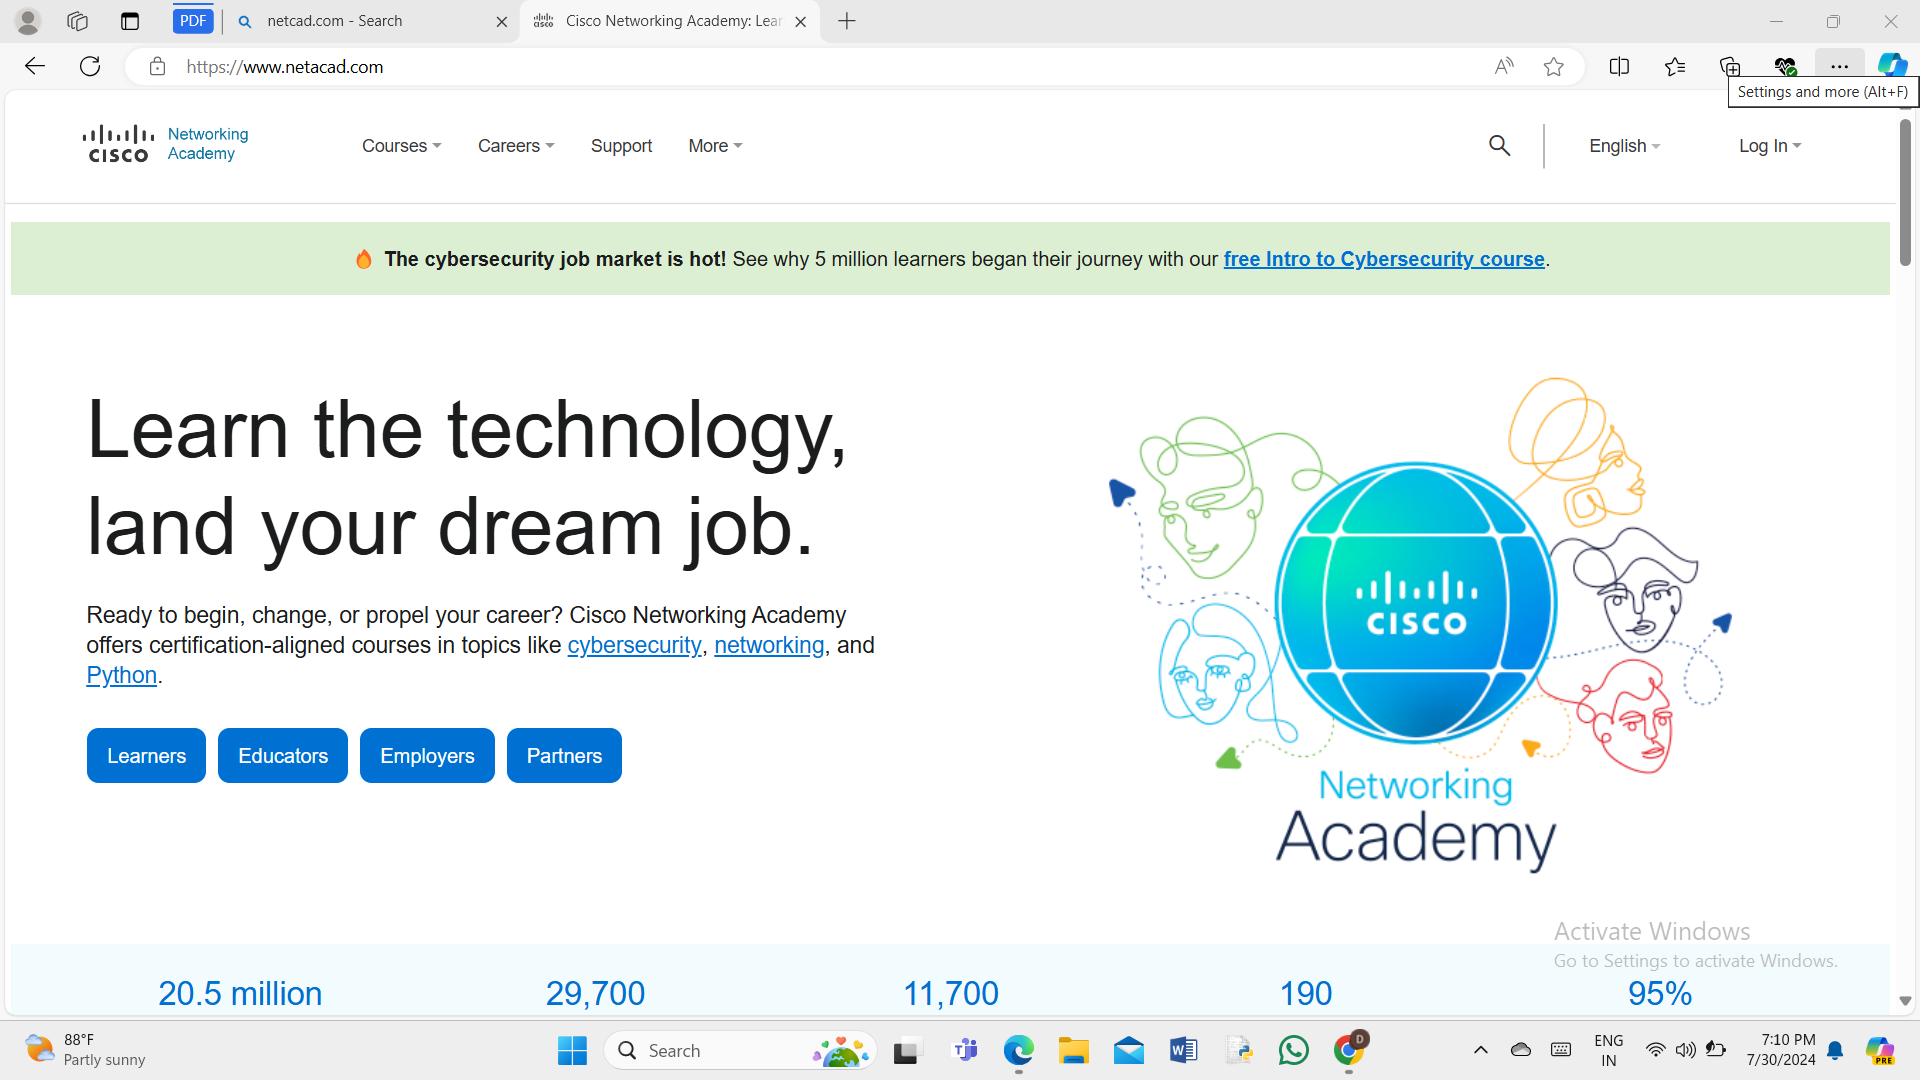 PDF
netcad.com - Search
Cisco Networking Academy: Lear
https://www.netacad.com
Settings and more (Alt+F)
CISCO
Networking
Academy
Courses
Careers
Support
More
English
Log In
The cybersecurity job market is hot! See why 5 million learners began their journey with our free Intro to Cybersecurity course.
Learn the technology,
land your dream job.
Ready to begin, change, or propel your career? Cisco Networking Academy
offers certification-aligned courses in topics like cybersecurity, networking, and
Python.
Learners
Educators
Employers
Partners
CISCO
Networking
Academy
Activate Windows
Go to Settings to activate Windows.
20.5 million
29,700
11,700
190
95%
88°F
Partly sunny
Search
D
ENG
IN
7:10 PM
7/30/2024
PRE